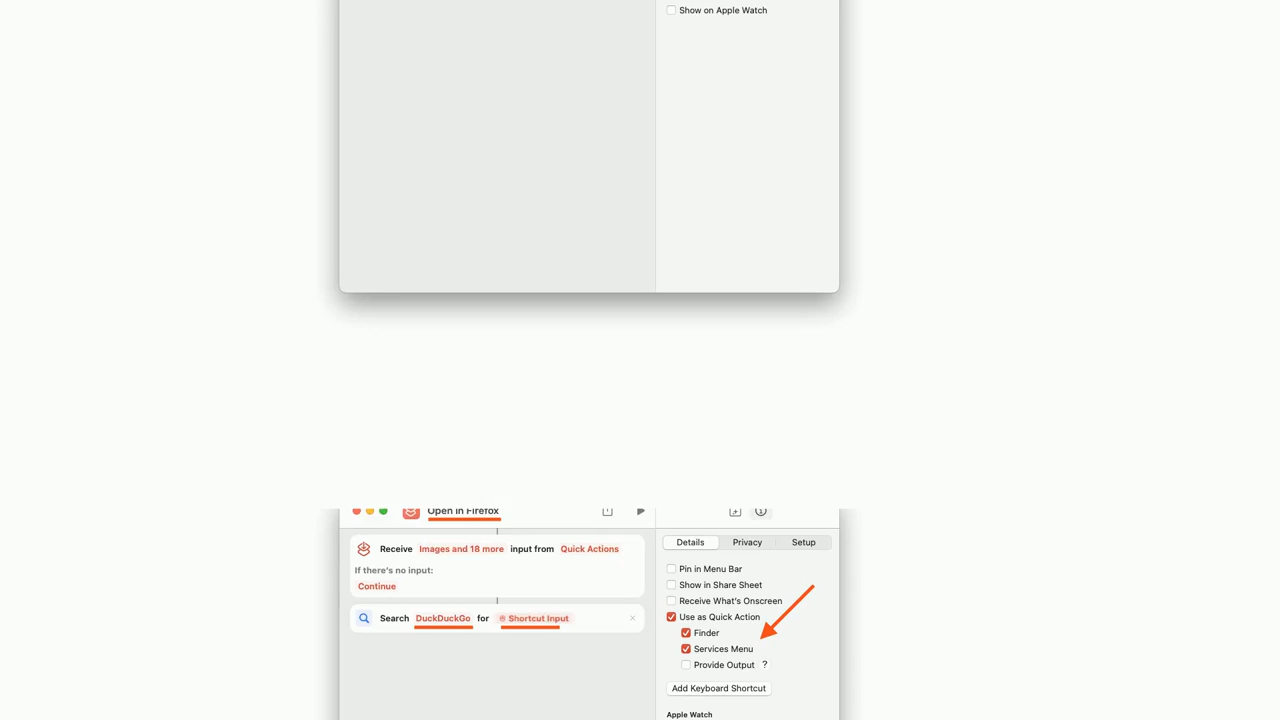 Show on Apple Watch
Open in Firefox
Receive Images and 18 more input from Quick Actions
If there's no input:
Continue
Search DuckDuckGo for Shortcut Input
Details Privacy Setup
Pin in Menu Bar
Show in Share Sheet
Receive What's Onscreen
Use as Quick Action
Finder
Services Menu
Provide Output ?
Add Keyboard Shortcut
Apple Watch